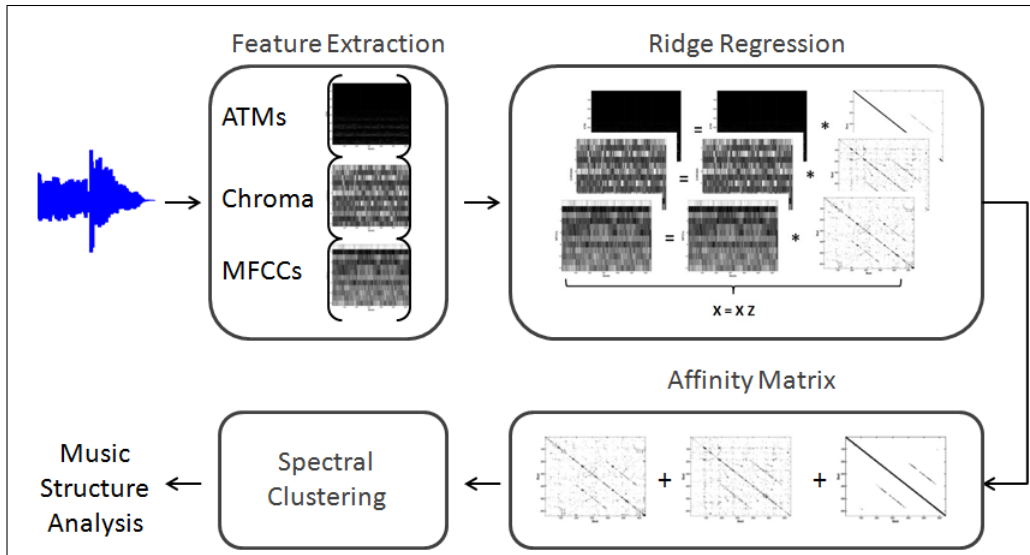 Feature Extraction
Ridge Regression
ATMs
Chroma
MFCCs
= *
= *
= *
X = X Z
Affinity Matrix
+ +
Spectral
Clustering
Music
Structure
Analysis